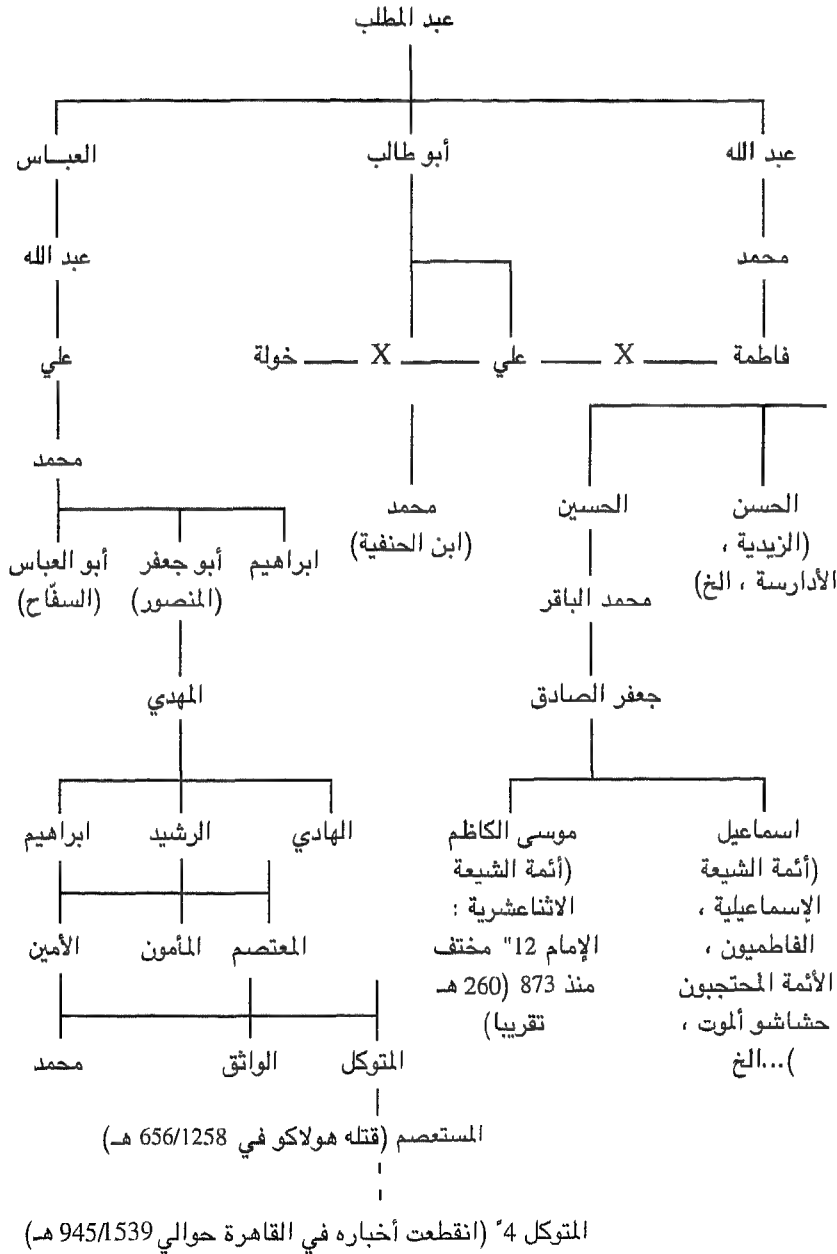 عبد المطلب
عبد الله أبو طالب العباس
محمد عبد الله
فاطمة X علي X خولة علي
محمد
الحسن الحسين محمد
(الزيدية ، (ابن الحنفية)
الأدارسة ، الخ)
ابراهيم أبو جعفر أبو العباس
(المنصور) (السفّاح)
محمد الباقر
جعفر الصادق المهدي
اسماعيل موسى الكاظم الهادي الرشيد ابراهيم
(أئمة الشيعة (أئمة الشيعة
الإسماعيلية ، الاثناعشرية :
الفاطميون ، الإمام 12" مختف المعتصم المأمون الأمين
الأئمة المحتجبون منذ 873 (260 هـ
حشاشو ألموت ، تقريبا)
...الخ) المتوكل الواثق محمد
المستعصم (قتله هولاكو في 656/1258 هـ)
المتوكل 4ً (انقطعت أخباره في القاهرة حوالي 945/1539 هـ)